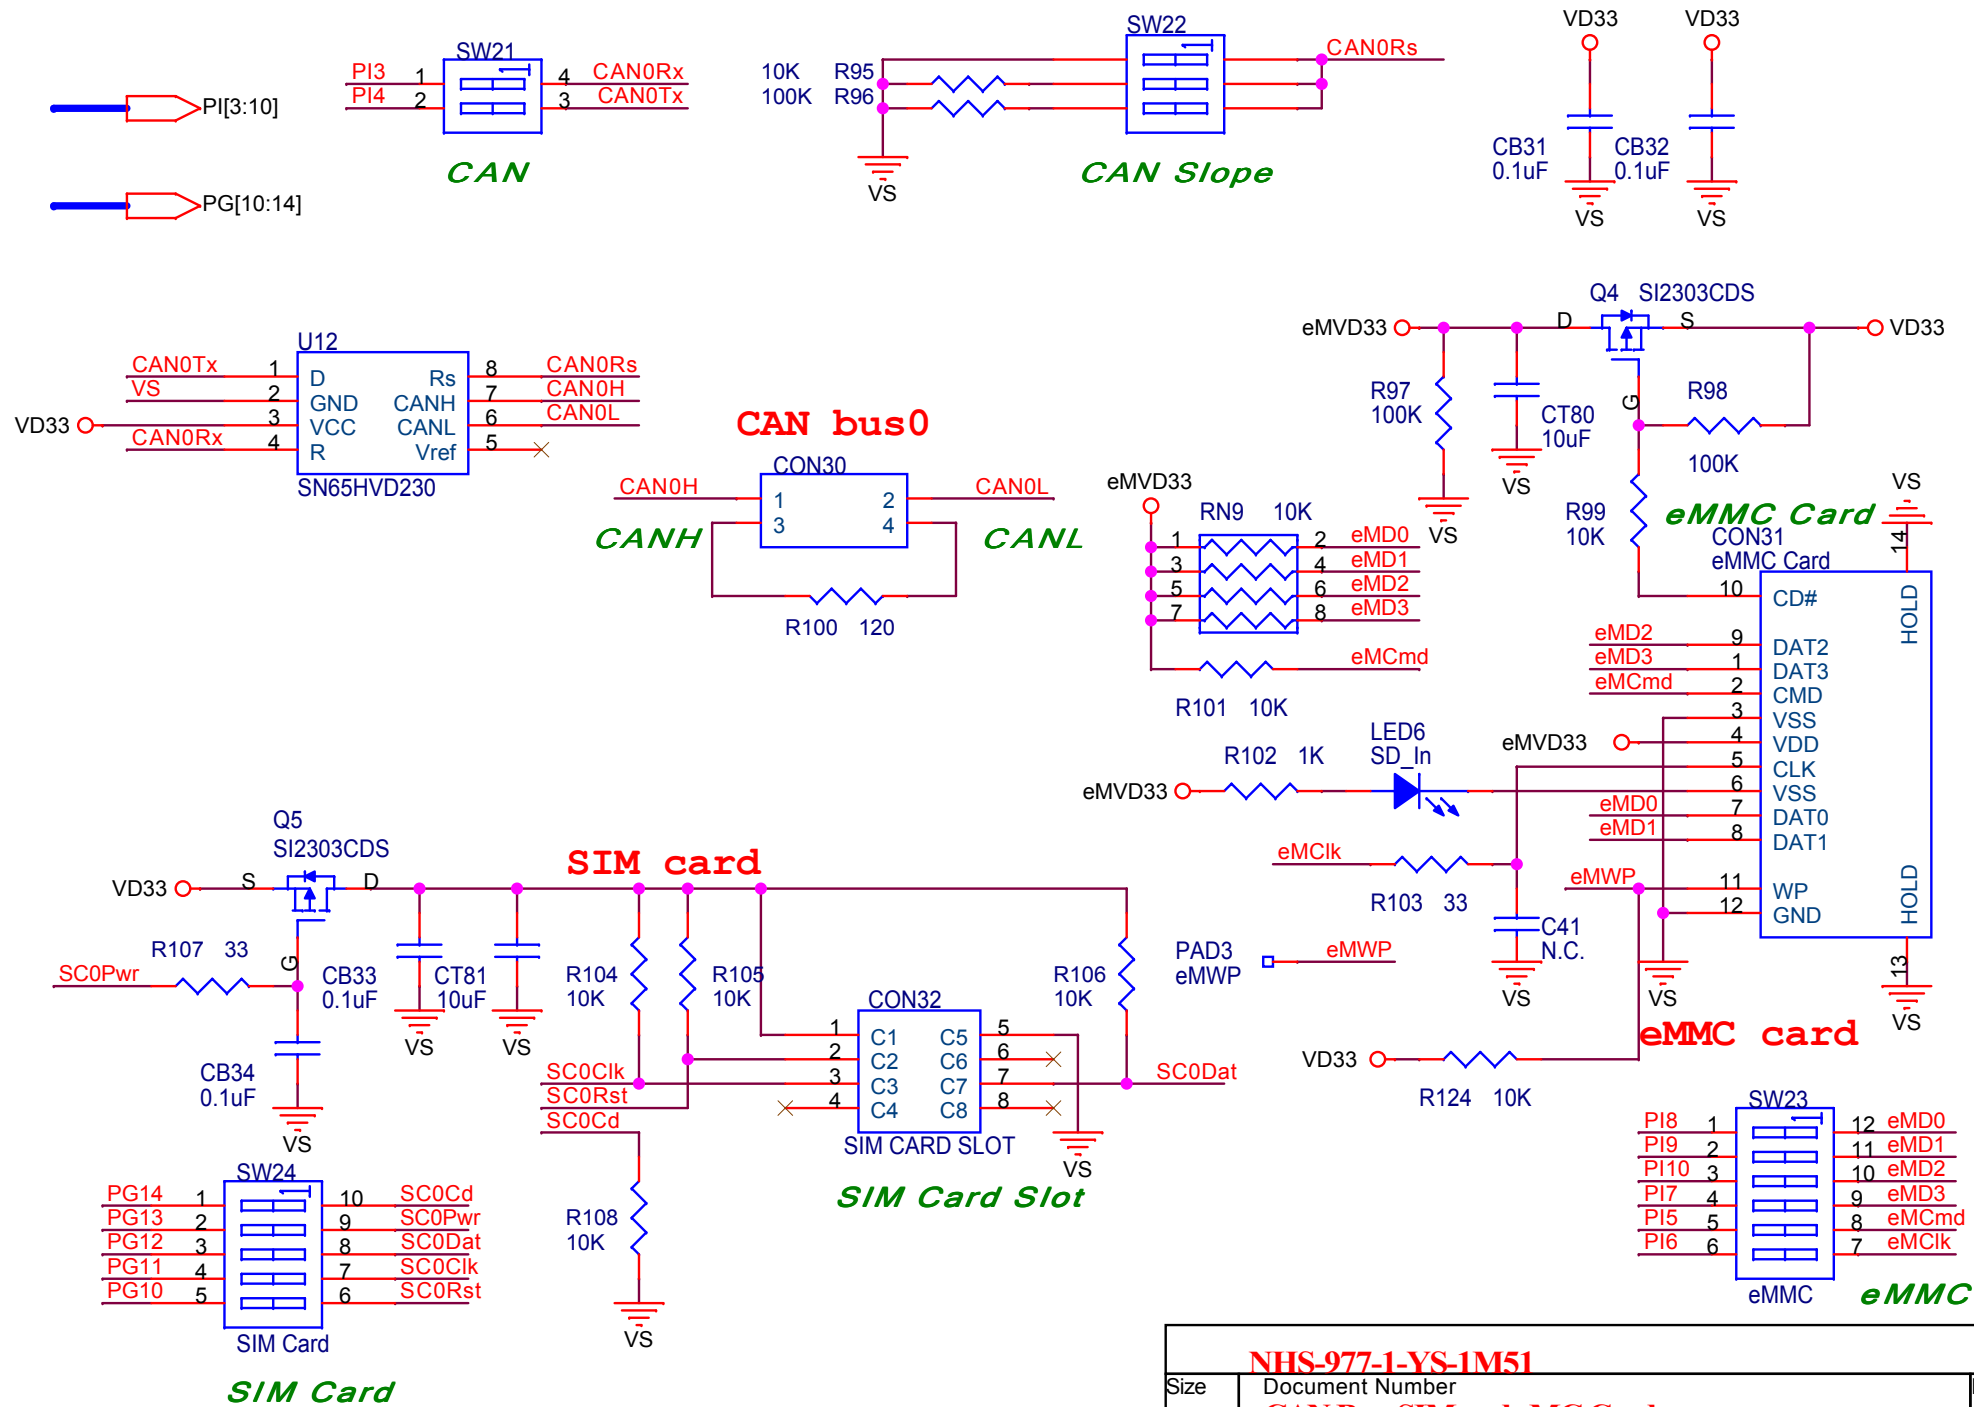 SW21
PI3 1 4 CAN0Rx
PI4 2 3 CAN0Tx
CAN
PI[3:10]
PG[10:14]
SW22
10K R95
100K R96
CAN0Rs
VS
CAN Slope
VD33 VD33
CB31 CB32
0.1uF 0.1uF
VS VS
U12
CAN0Tx 1 D Rs 8 CAN0Rs
VS 2 GND CANH 7 CAN0H
VD33 3 VCC CANL 6 CAN0L
CAN0Rx 4 R Vref 5
SN65HVD230
CAN bus0
CON30
CAN0H 1 2 CAN0L
3 4
CANH CANL
R100 120
Q4 SI2303CDS
eMVD33 D S VD33
G
R97
100K
CT80
10uF
R98
100K
VS
VS
R99
10K
eMVD33
RN9 10K
1 2 eMD0
3 4 eMD1
5 6 eMD2
7 8 eMD3
eMCmd
R101 10K
eMMC Card
VS
14
CON31
eMMC Card
10 CD# HOLD
eMD2 9 DAT2
eMD3 1 DAT3
eMCmd 2 CMD
3 VSS
eMVD33 4 VDD
5 CLK
6 VSS
eMD0 7 DAT0
eMD1 8 DAT1
eMWP 11 WP
12 GND HOLD
13
VS
LED6
SD_In
R102 1K
eMVD33
eMClk
R103 33
C41
N.C.
VS
VS
PAD3
eMWP
eMWP
eMMC card
VD33
R124 10K
Q5
SI2303CDS
SIM card
VD33 S D
G
R107 33
SC0Pwr
CB33
0.1uF
CT81
10uF
VS VS
CB34
0.1uF
VS
R104
10K
R105
10K
R106
10K
CON32
1 C1 C5 5
2 C2 C6 6
3 C3 C7 7
4 C4 C8 8
SIM CARD SLOT
SC0Clk
SC0Rst
SC0Cd
SC0Dat
VS
SIM Card Slot
R108
10K
VS
SW24
PG14 1 10 SC0Cd
PG13 2 9 SC0Pwr
PG12 3 8 SC0Dat
PG11 4 7 SC0Clk
PG10 5 6 SC0Rst
SIM Card
SIM Card
SW23
PI8 1 12 eMD0
PI9 2 11 eMD1
PI10 3 10 eMD2
PI7 4 9 eMD3
PI5 5 8 eMCmd
PI6 6 7 eMClk
eMMC
eMMC
NHS-977-1-YS-1M51
Size Document Number